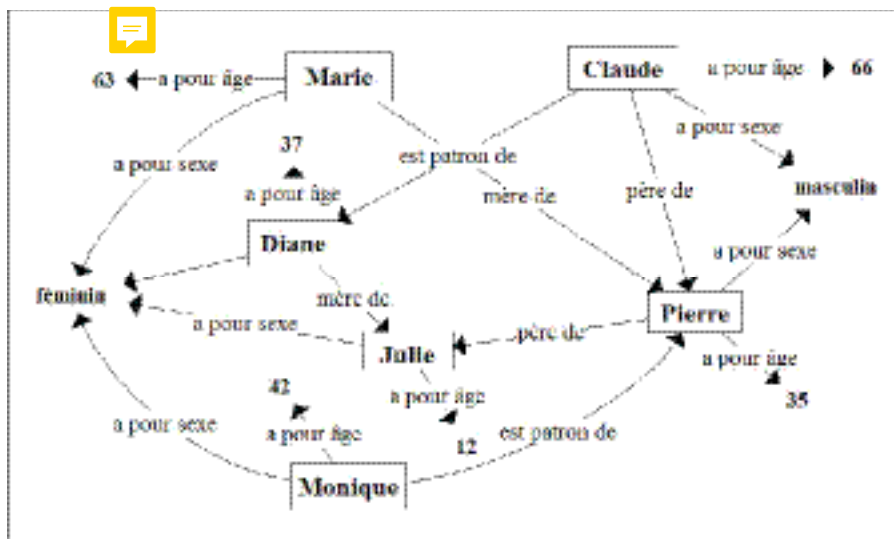 Marie
Claude
63
a pour âge
a pour âge
66
37
a pour sexe
est patron de
a pour sexe
a pour âge
mère de
père de
masculin
Diane
a pour sexe
féminin
mère de
Pierre
a pour sexe
père de
Julie
a pour âge
42
a pour âge
35
a pour sexe
a pour âge
12
est patron de
Monique